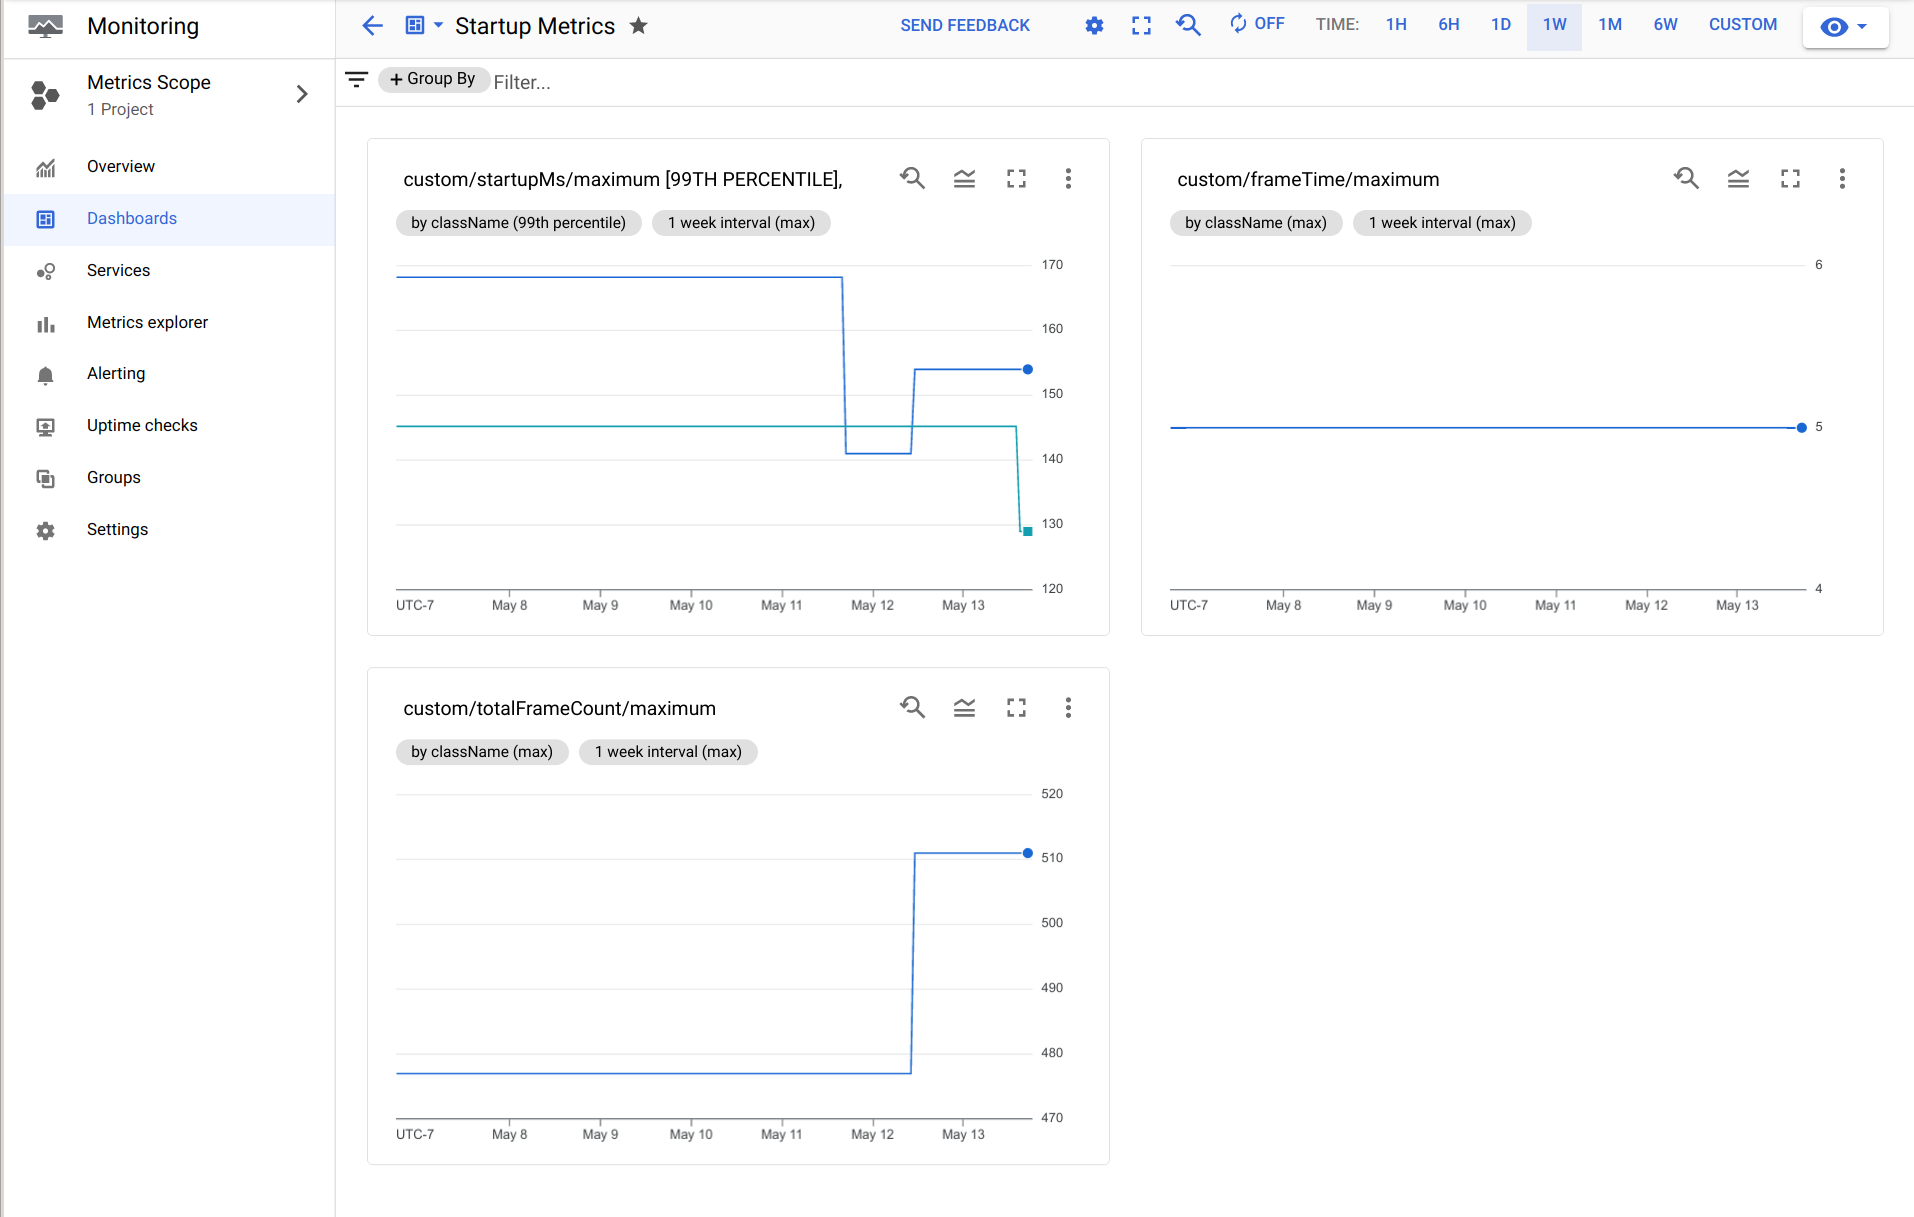 Monitoring
Startup Metrics
SEND FEEDBACK
OFF
TIME:
1H
6H
1D
1W
1M
6W
CUSTOM
Metrics Scope
1 Project
+ Group By
Filter...
Overview
Dashboards
Services
Metrics explorer
Alerting
Uptime checks
Groups
Settings
custom/startupMs/maximum [99TH PERCENTILE],
by className (99th percentile)
1 week interval (max)
170
160
150
140
130
120
UTC-7
May 8
May 9
May 10
May 11
May 12
May 13
custom/frameTime/maximum
by className (max)
1 week interval (max)
6
5
4
UTC-7
May 8
May 9
May 10
May 11
May 12
May 13
custom/totalFrameCount/maximum
by className (max)
1 week interval (max)
520
510
500
490
480
470
UTC-7
May 8
May 9
May 10
May 11
May 12
May 13